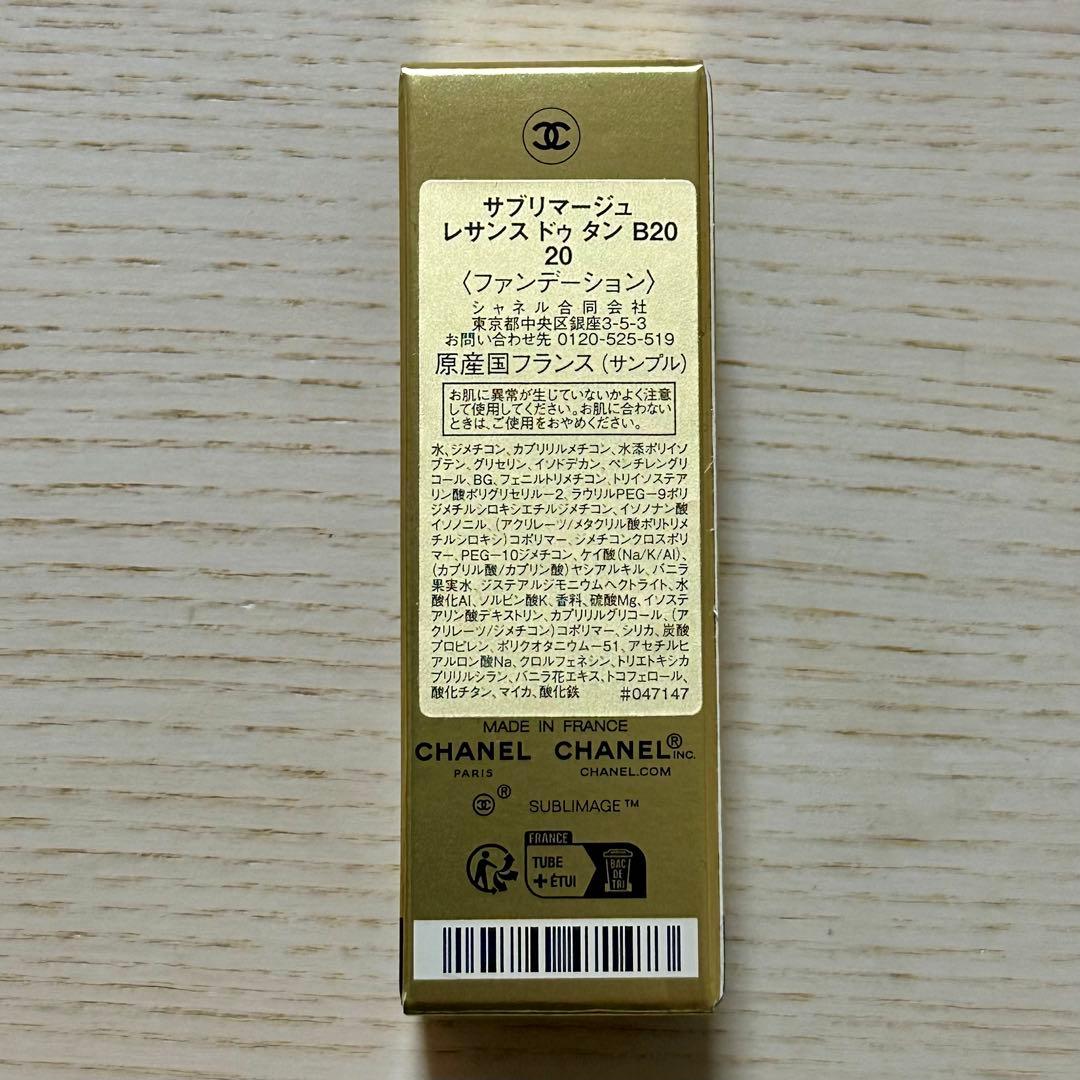 サブリマージュ
レサンス ドゥ タン B20
20
〈ファンデーション〉
シャネル合同会社
東京都中央区銀座3-5-3
お問い合わせ先 0120-525-519
原産国フランス（サンプル）
お肌に異常が生じていないかよく注意
して使用してください。お肌に合わない
ときは、ご使用をおやめください。
水、ジメチコン、カプリリルメチコン、水添ポリイソ
ブテン、グリセリン、イソドデカン、ペンチレングリ
コール、BG、フェニルトリメチコン、トリイソステア
リン酸ポリグリセリル－2、ラウリルPEG－9ポリ
ジメチルシロキシエチルジメチコン、イソノナン酸
イソノニル、（アクリレーツ/メタクリル酸ポリトリメ
チルシロキシ）コポリマー、ジメチコンクロスポリ
マー、PEG－10ジメチコン、ケイ酸（Na/K/Al）、
（カプリル酸/カプリン酸）ヤシアルキル、バニラ
果実水、ジステアルジモニウムヘクトライト、水
酸化Al、ソルビン酸K、香料、硫酸Mg、イソステ
アリン酸デキストリン、カプリリルグリコール、（ア
クリレーツ/ジメチコン）コポリマー、シリカ、炭酸
プロピレン、ポリクオタニウム－51、アセチルヒ
アルロン酸Na、クロルフェネシン、トリエトキシカ
プリリルシラン、バニラ花エキス、トコフェロール、
酸化チタン、マイカ、酸化鉄 #047147
MADE IN FRANCE
CHANEL CHANEL® INC.
PARIS CHANEL.COM
® SUBLIMAGE™
FRANCE
TUBE
+ ÉTUI
BAC
DE
TRI